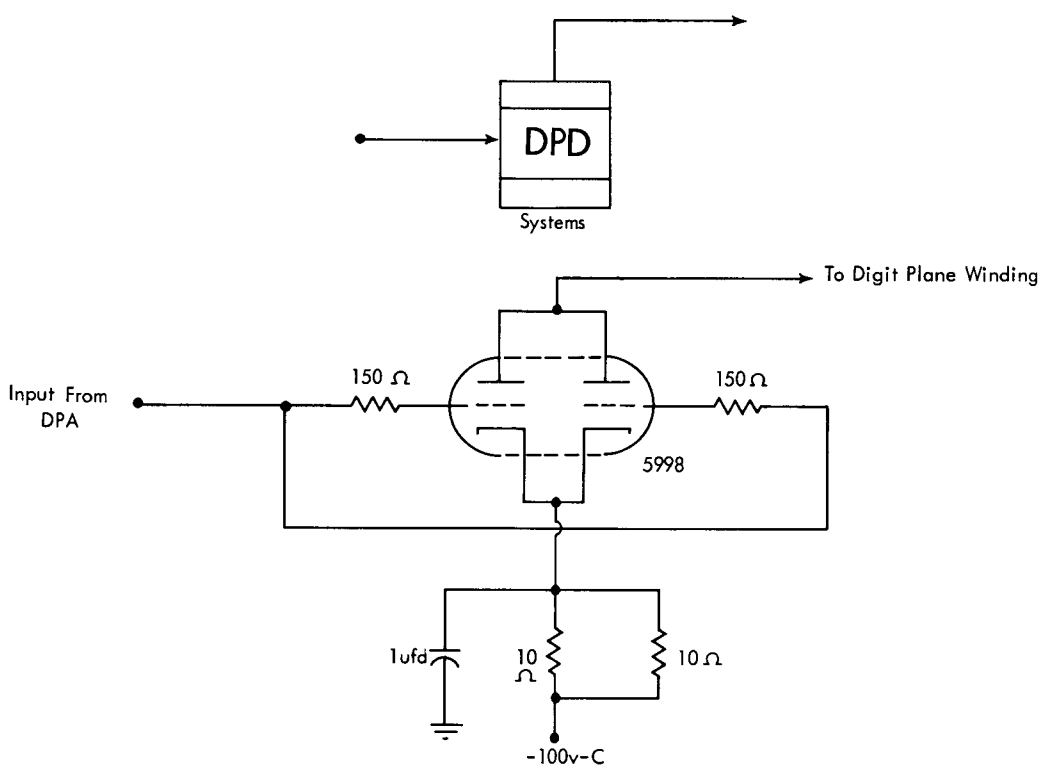 DPD
Systems
To Digit Plane Winding
150 Ω
150 Ω
Input From
DPA
5998
1ufd
10
Ω
10 Ω
-100v-C